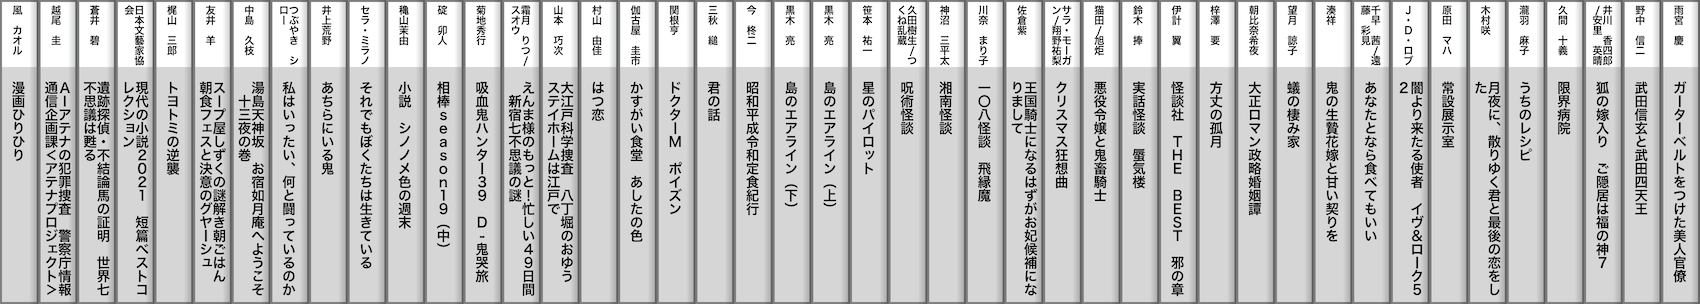 雨宮 慶
ガーターベルトをつけた美人官僚
野中 信二
武田信玄と武田四天王
井川 香四郎
/安里 英晴
狐の嫁入り ご隠居は福の神7
久間 十義
限界病院
瀧羽 麻子
うちのレシピ
木村咲
月夜に、散りゆく君と最後の恋をし
た
原田 マハ
常設展示室
J・D・ロブ
闇より来たる使者 イヴ&ローク5
2
千早 茜/遠
藤 彩見
あなたとなら食べてもいい
湊祥
鬼の生贄花嫁と甘い契りを
望月 諒子
蟻の棲み家
朝比奈希夜
大正ロマン政略婚姻譚
梓澤 要
方丈の孤月
伊計 翼
怪談社 THE BEST 邪の章
鈴木 捧
実話怪談 蜃気楼
猫田/旭炬
悪役令嬢と鬼畜騎士
サラ・モーガ
ン/翔野祐梨
クリスマス狂想曲
佐倉紫
王国騎士になるはずがお妃候補にな
りまして
川奈 まり子
一〇八怪談 飛縁魔
神沼 三平太
湘南怪談
久田樹生/つ
くね乱蔵
呪術怪談
笹本 祐一
星のパイロット
黒木 亮
島のエアライン(上)
黒木 亮
島のエアライン(下)
今 柊二
昭和平成令和定食紀行
三秋 縋
君の話
関根亨
ドクターM ポイズン
伽古屋 圭市
かすがい食堂 あしたの色
村山 由佳
はつ恋
山本 巧次
大江戸科学捜査 八丁堀のおゆう
ステイホームは江戸で
霜月 りつ/
スオウ
えんま様のもっと!忙しい49日間
新宿七不思議の謎
菊地秀行
吸血鬼ハンター39 D-鬼哭旅
碇 卯人
相棒season19(中)
穐山茉由
小説 シノノメ色の週末
セラ・ミラノ
それでもぼくたちは生きている
井上荒野
あちらにいる鬼
つぶやき シ
ロー
私はいったい、何と闘っているのか
中島 久枝
湯島天神坂 お宿如月庵へようこそ
十三夜の巻
友井 羊
スープ屋しずくの謎解き朝ごはん
朝食フェスと決意のグヤーシュ
梶山 三郎
トヨトミの逆襲
日本文藝家協
会
現代の小説2021 短篇ベストコ
レクション
蒼井 碧
遺跡探偵・不結論馬の証明 世界七
不思議は甦る
越尾 圭
AIアテナの犯罪捜査 警察庁情報
通信企画課<アテナプロジェクト>
風 カオル
漫画ひりひり